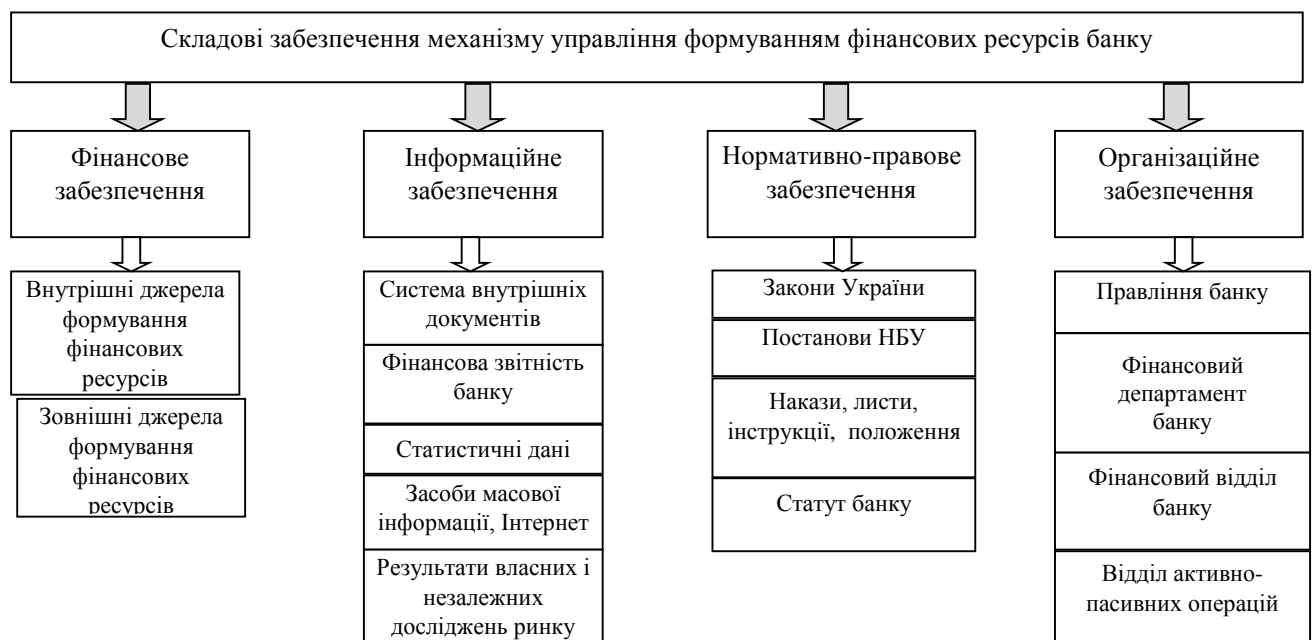 Складові забезпечення механізму управління формуванням фінансових ресурсів банку
Фінансове
забезпечення
Інформаційне
забезпечення
Нормативно-правове
забезпечення
Організаційне
забезпечення
Внутрішні джерела
формування
фінансових
ресурсів
Зовнішні джерела
формування
фінансових
ресурсів
Система внутрішніх
документів
Фінансова звітність
банку
Статистичні дані
Засоби масової
інформації, Інтернет
Результати власних і
незалежних
досліджень ринку
Закони України
Постанови НБУ
Накази, листи,
інструкції, положення
Статут банку
Правління банку
Фінансовий
департамент
банку
Фінансовий відділ
банку
Відділ активно-
пасивних операцій